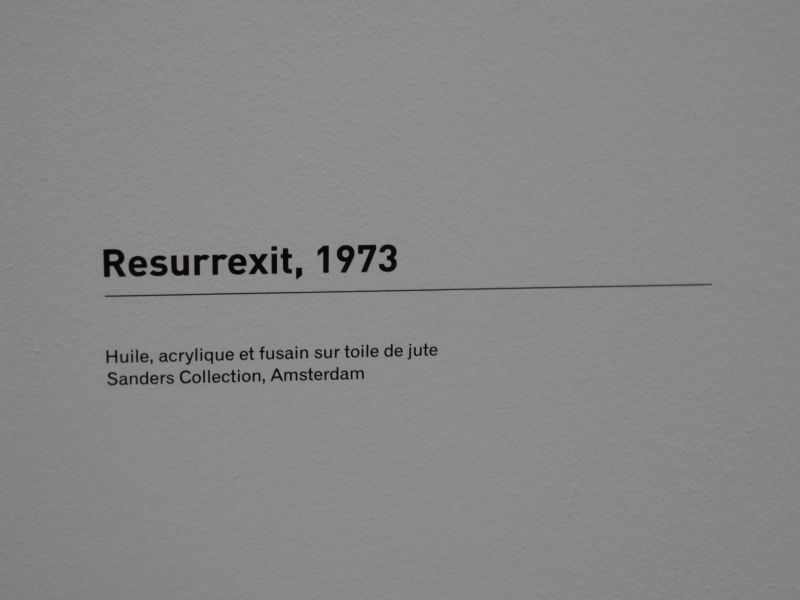 Resurrexit, 1973
Huile, acrylique et fusain sur toile de jute
Sanders Collection, Amsterdam